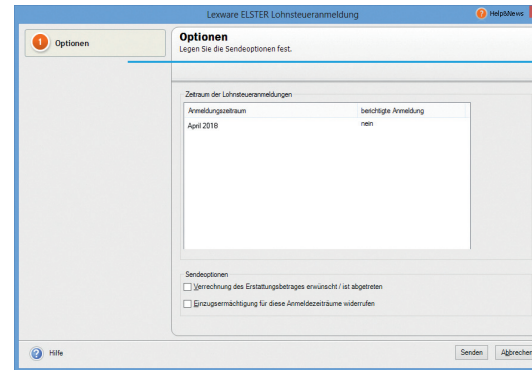 Lexware ELSTER Lohnsteueranmeldung
Help&News
1 Optionen
Optionen
Legen Sie die Sendeoptionen fest.
Zeitraum der Lohnsteueranmeldungen
Anmeldungszeitraum berichtigte Anmeldung
April 2018 nein
Sendeoptionen
Verrechnung des Erstattungsbetrages erwünscht / ist abgetreten
Einzugsermächtigung für diese Anmeldezeiträume widerrufen
Hilfe
Senden Abbrechen